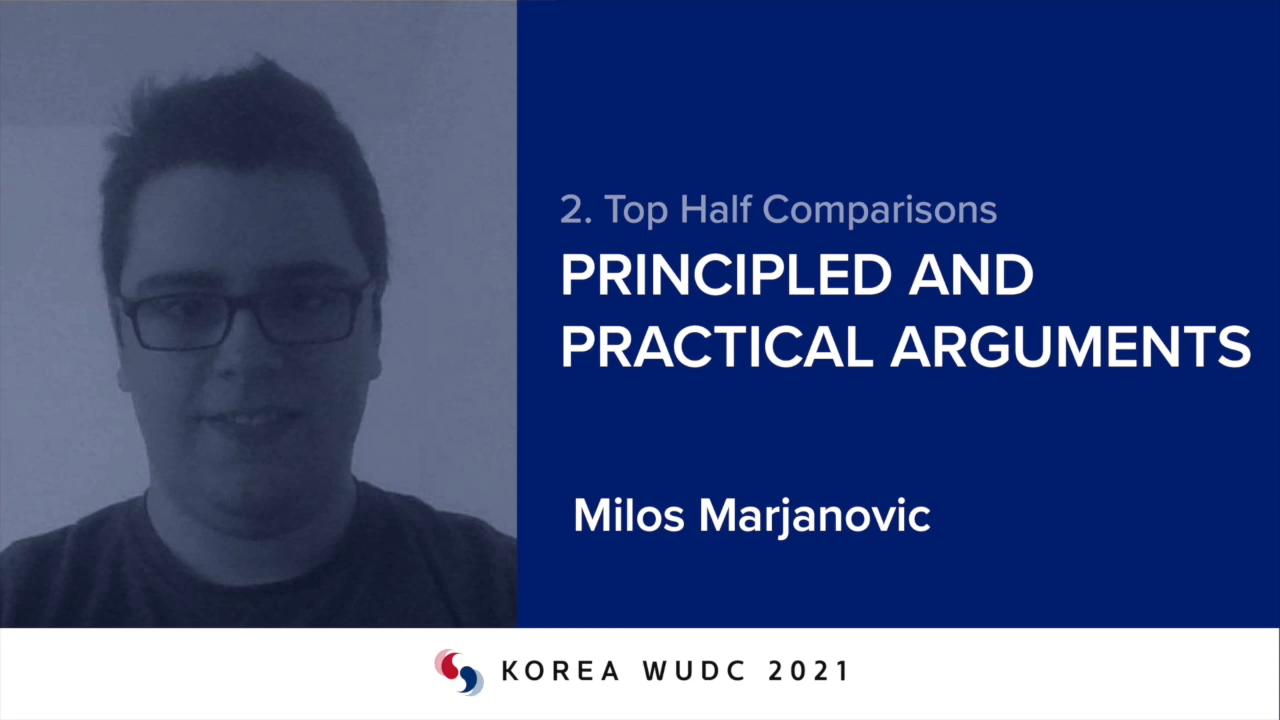 2. Top Half Comparisons
PRINCIPLED AND
PRACTICAL ARGUMENTS
Milos Marjanovic
KOREA WUDC 2021